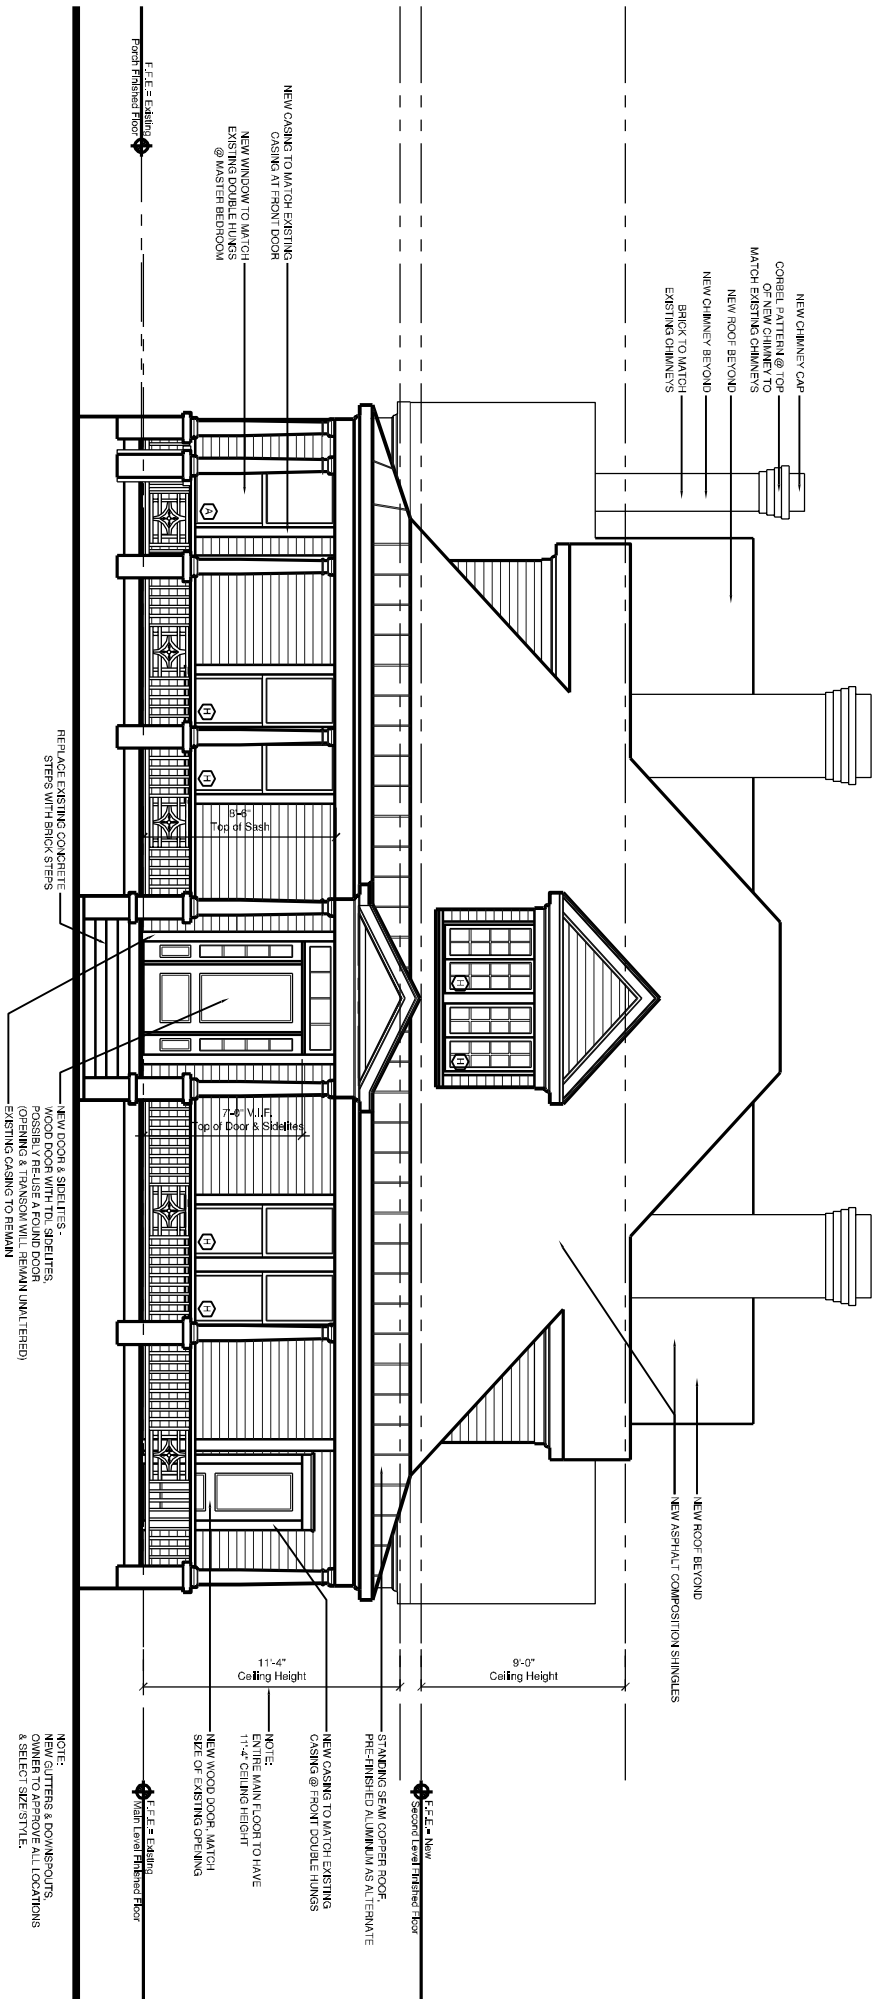 NEW CHIMNEY CAP
CORBEL PATTERN @ TOP
OF NEW CHIMNEY TO
MATCH EXISTING CHIMNEYS
NEW ROOF BEYOND
NEW CHIMNEY BEYOND
BRICK TO MATCH
EXISTING CHIMNEYS
NEW CASING TO MATCH EXISTING
CASING AT FRONT DOOR
NEW WINDOW TO MATCH
EXISTING DOUBLE HUNGS
@ MASTER BEDROOM
F.F.E. = Existing
Porch Finished Floor
A
H
H
H
H
H
H
8'-6"
Top of Sash
7'-0" V.I.F.
Top of Door & Sidelites
REPLACE EXISTING CONCRETE
STEPS WITH BRICK STEPS
NEW DOOR & SIDELITES -
WOOD DOOR WITH TDL SIDELITES,
POSSIBLY RE-USE A FOUND DOOR
(OPENING & TRANSOM WILL REMAIN UNALTERED)
EXISTING CASING TO REMAIN
NEW ROOF BEYOND
NEW ASPHALT COMPOSITION SHINGLES
9'-0"
Ceiling Height
11'-4"
Ceiling Height
F.F.E. = New
Second Level Finished Floor
STANDING SEAM COPPER ROOF,
PRE-FINISHED ALUMINUM AS ALTERNATE
NEW CASING TO MATCH EXISTING
CASING @ FRONT DOUBLE HUNGS
NOTE:
ENTIRE MAIN FLOOR TO HAVE
11'-4" CEILING HEIGHT
NEW WOOD DOOR, MATCH
SIZE OF EXISTING OPENING
F.F.E. = Existing
Main Level Finished Floor
NOTE:
NEW GUTTERS & DOWNSPOUTS,
OWNER TO APPROVE ALL LOCATIONS
& SELECT SIZE/STYLE.